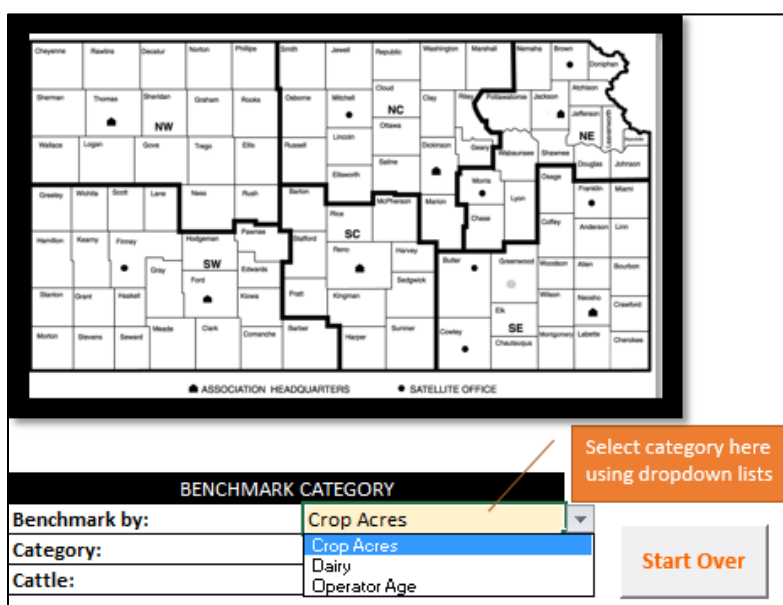 Cheyenne Rawlins Decatur Norton Phillips Smith Jewell Republic Washington Marshall Nemaha Brown
Doniphan
Atchison
Sherman Thomas Sheridan Graham Rooks Osborne Mitchell Cloud Clay Riley Pottawatomie Jackson
NW
NC
Jefferson
Leavenworth
Ottawa
NE
Lincoln
Wallace Logan Gove Trego Ellis Russell Dickinson Geary Wabaunsee Shawnee
Saline
Douglas Johnson
Ellsworth
Morris
Osage
Greeley Wichita Scott Lane Ness Rush Barton McPherson Marion Lyon Franklin Miami
Rice
Chase
Coffey
Hamilton Kearny Finney Hodgeman Pawnee Stafford SC Anderson Linn
Reno Harvey
Gray SW Edwards Butler Greenwood Woodson Allen Bourbon
Ford
Sedgwick
Stanton Grant Haskell Kiowa Pratt Kingman Wilson Neosho Crawford
Elk
SE
Morton Stevens Seward Meade Clark Comanche Barber Harper Sumner Cowley Chautauqua Montgomery Labette Cherokee
ASSOCIATION HEADQUARTERS SATELLITE OFFICE
Select category here
using dropdown lists
BENCHMARK CATEGORY
Benchmark by: Crop Acres
Category: Crop Acres
Dairy
Cattle: Operator Age
Start Over